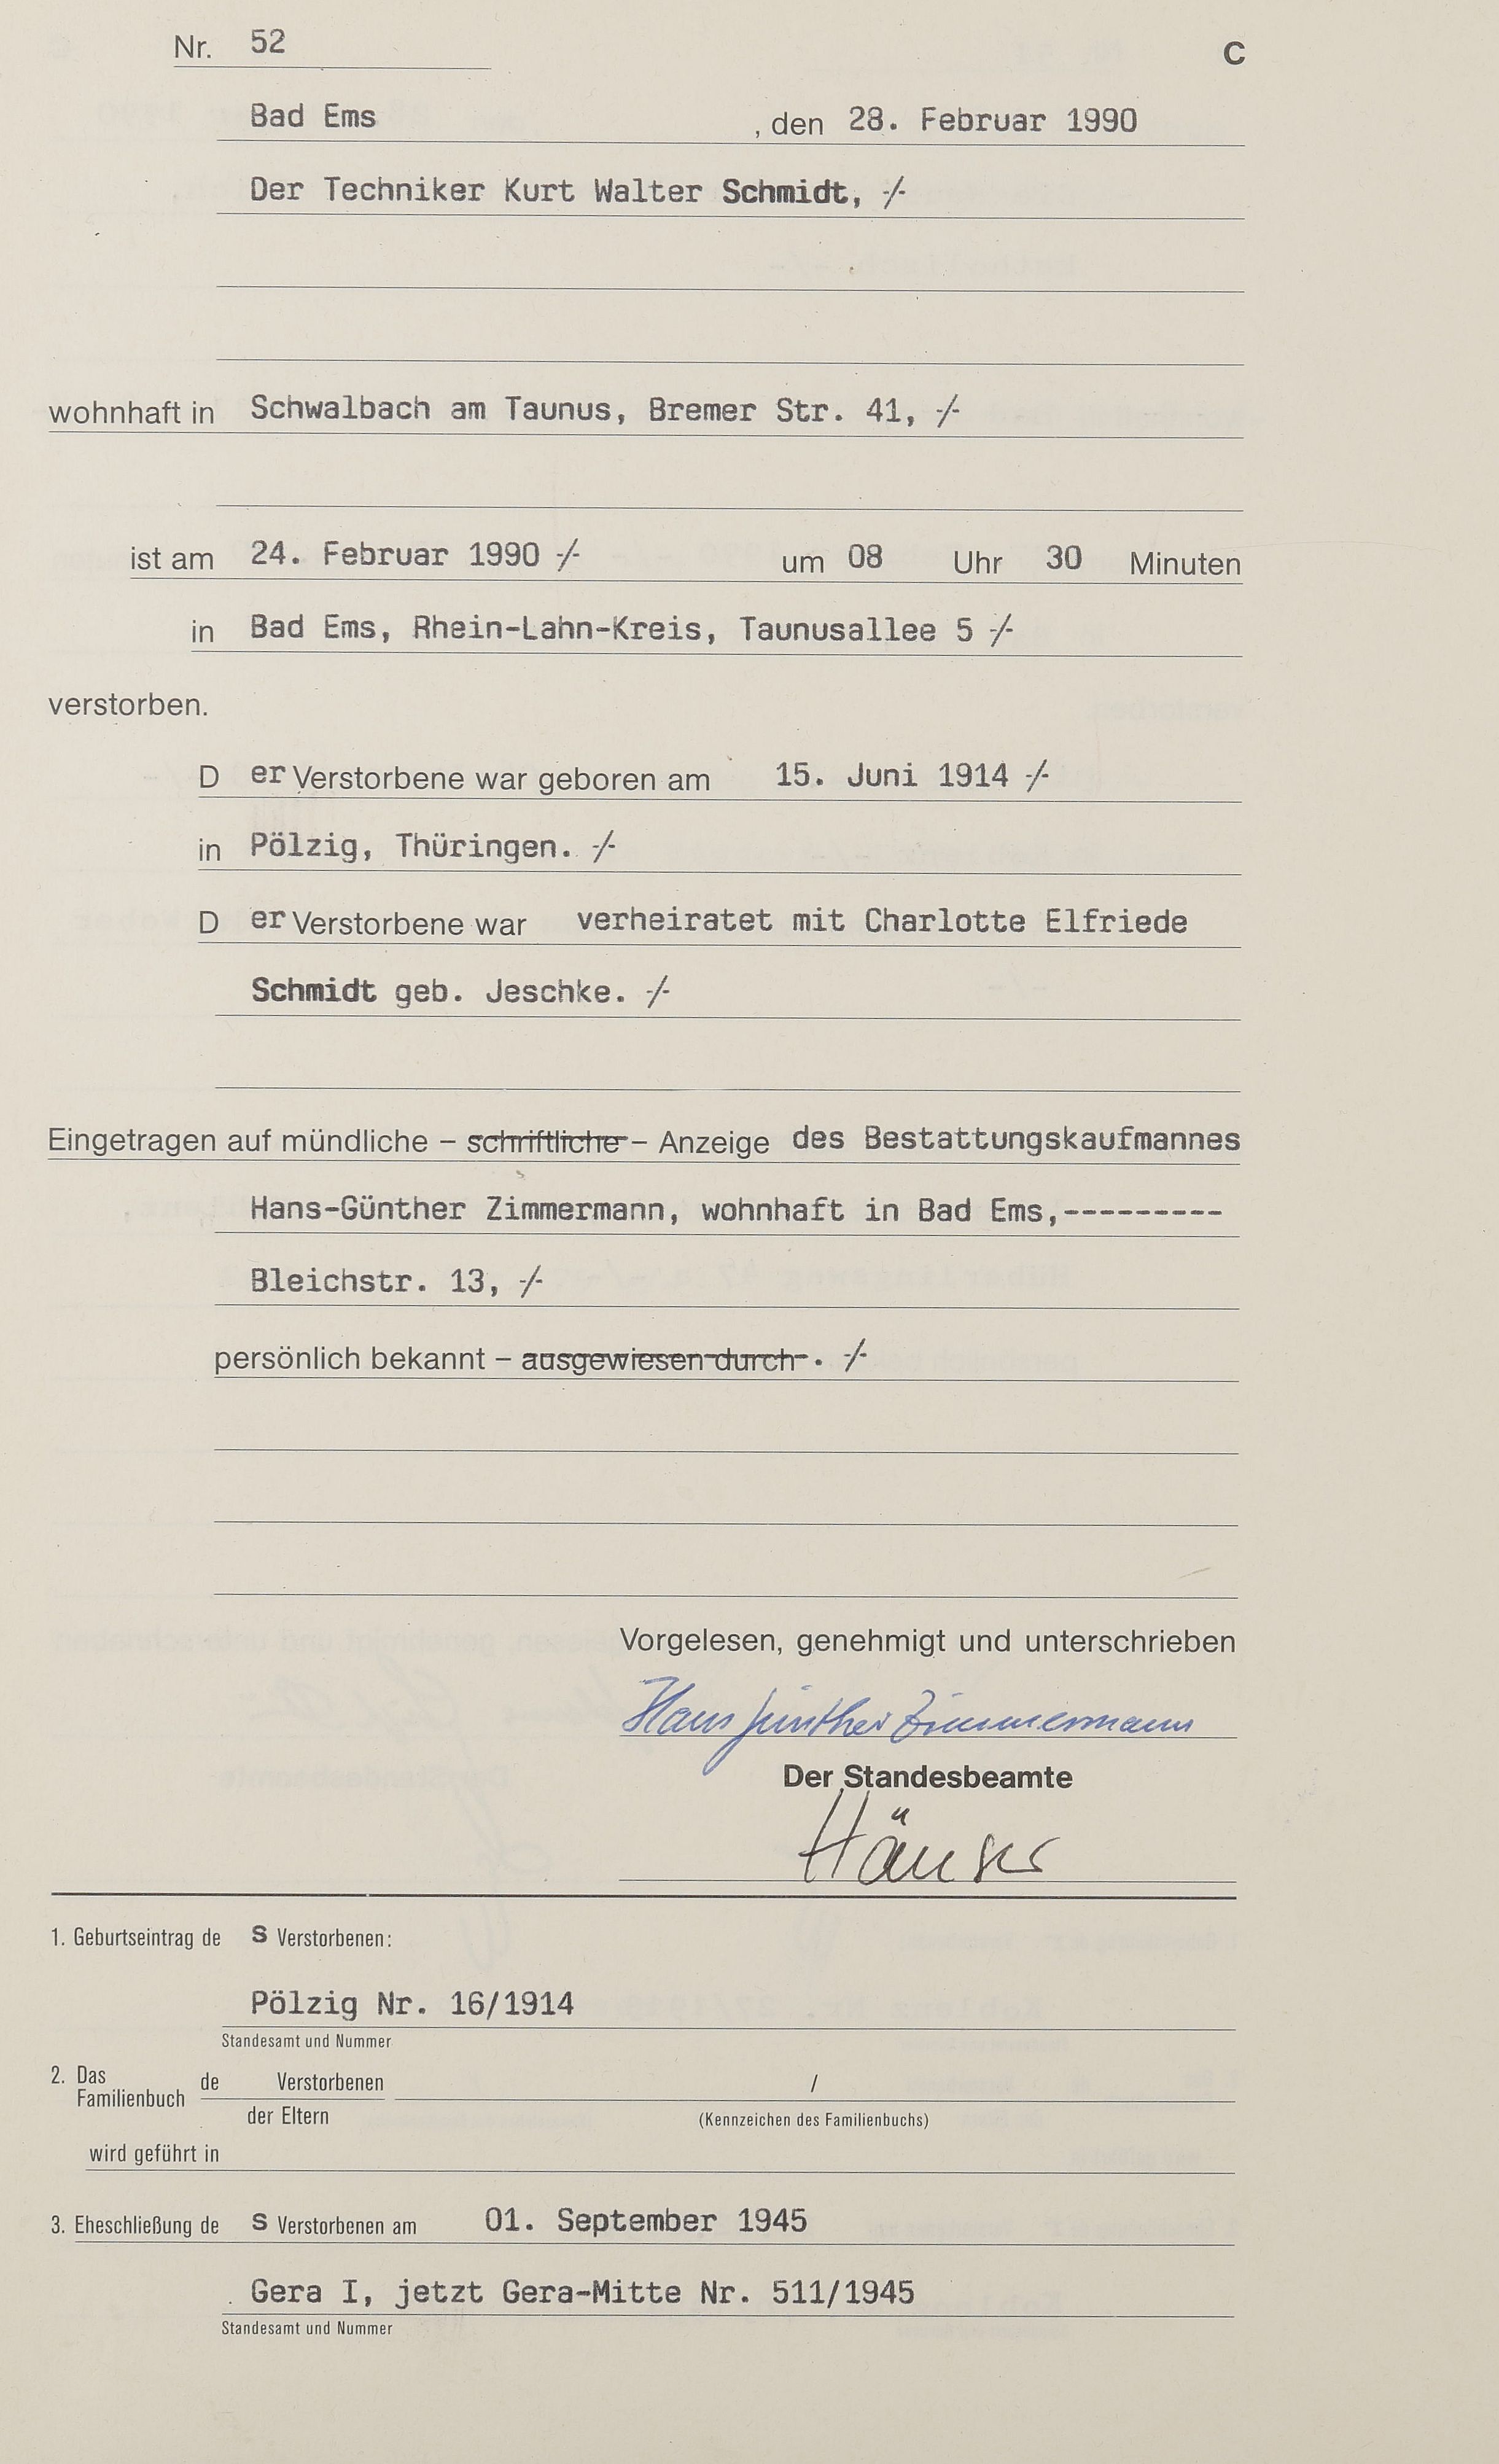 Nr. 52 C
Bad Ems , den 28. Februar 1990
Der Techniker Kurt Walter Schmidt, -/-
wohnhaft in Schwalbach am Taunus, Bremer Str. 41, -/-
ist am 24. Februar 1990 -/- um 08 Uhr 30 Minuten
in Bad Ems, Rhein-Lahn-Kreis, Taunusallee 5 -/-
verstorben.
D er Verstorbene war geboren am 15. Juni 1914 -/-
in Pölzig, Thüringen. -/-
D er Verstorbene war verheiratet mit Charlotte Elfriede
Schmidt geb. Jeschke. -/-
Eingetragen auf mündliche – schriftliche – Anzeige des Bestattungskaufmannes
Hans-Günther Zimmermann, wohnhaft in Bad Ems,---------
Bleichstr. 13, -/-
persönlich bekannt – ausgewiesen durch . -/-
Vorgelesen, genehmigt und unterschrieben
Hans Günther Zimmermann
Der Standesbeamte
Häuser
1. Geburtseintrag de s Verstorbenen:
Pölzig Nr. 16/1914
Standesamt und Nummer
2. Das Familienbuch de Verstorbenen /
der Eltern (Kennzeichen des Familienbuchs)
wird geführt in
3. Eheschließung de s Verstorbenen am 01. September 1945
Gera I, jetzt Gera-Mitte Nr. 511/1945
Standesamt und Nummer